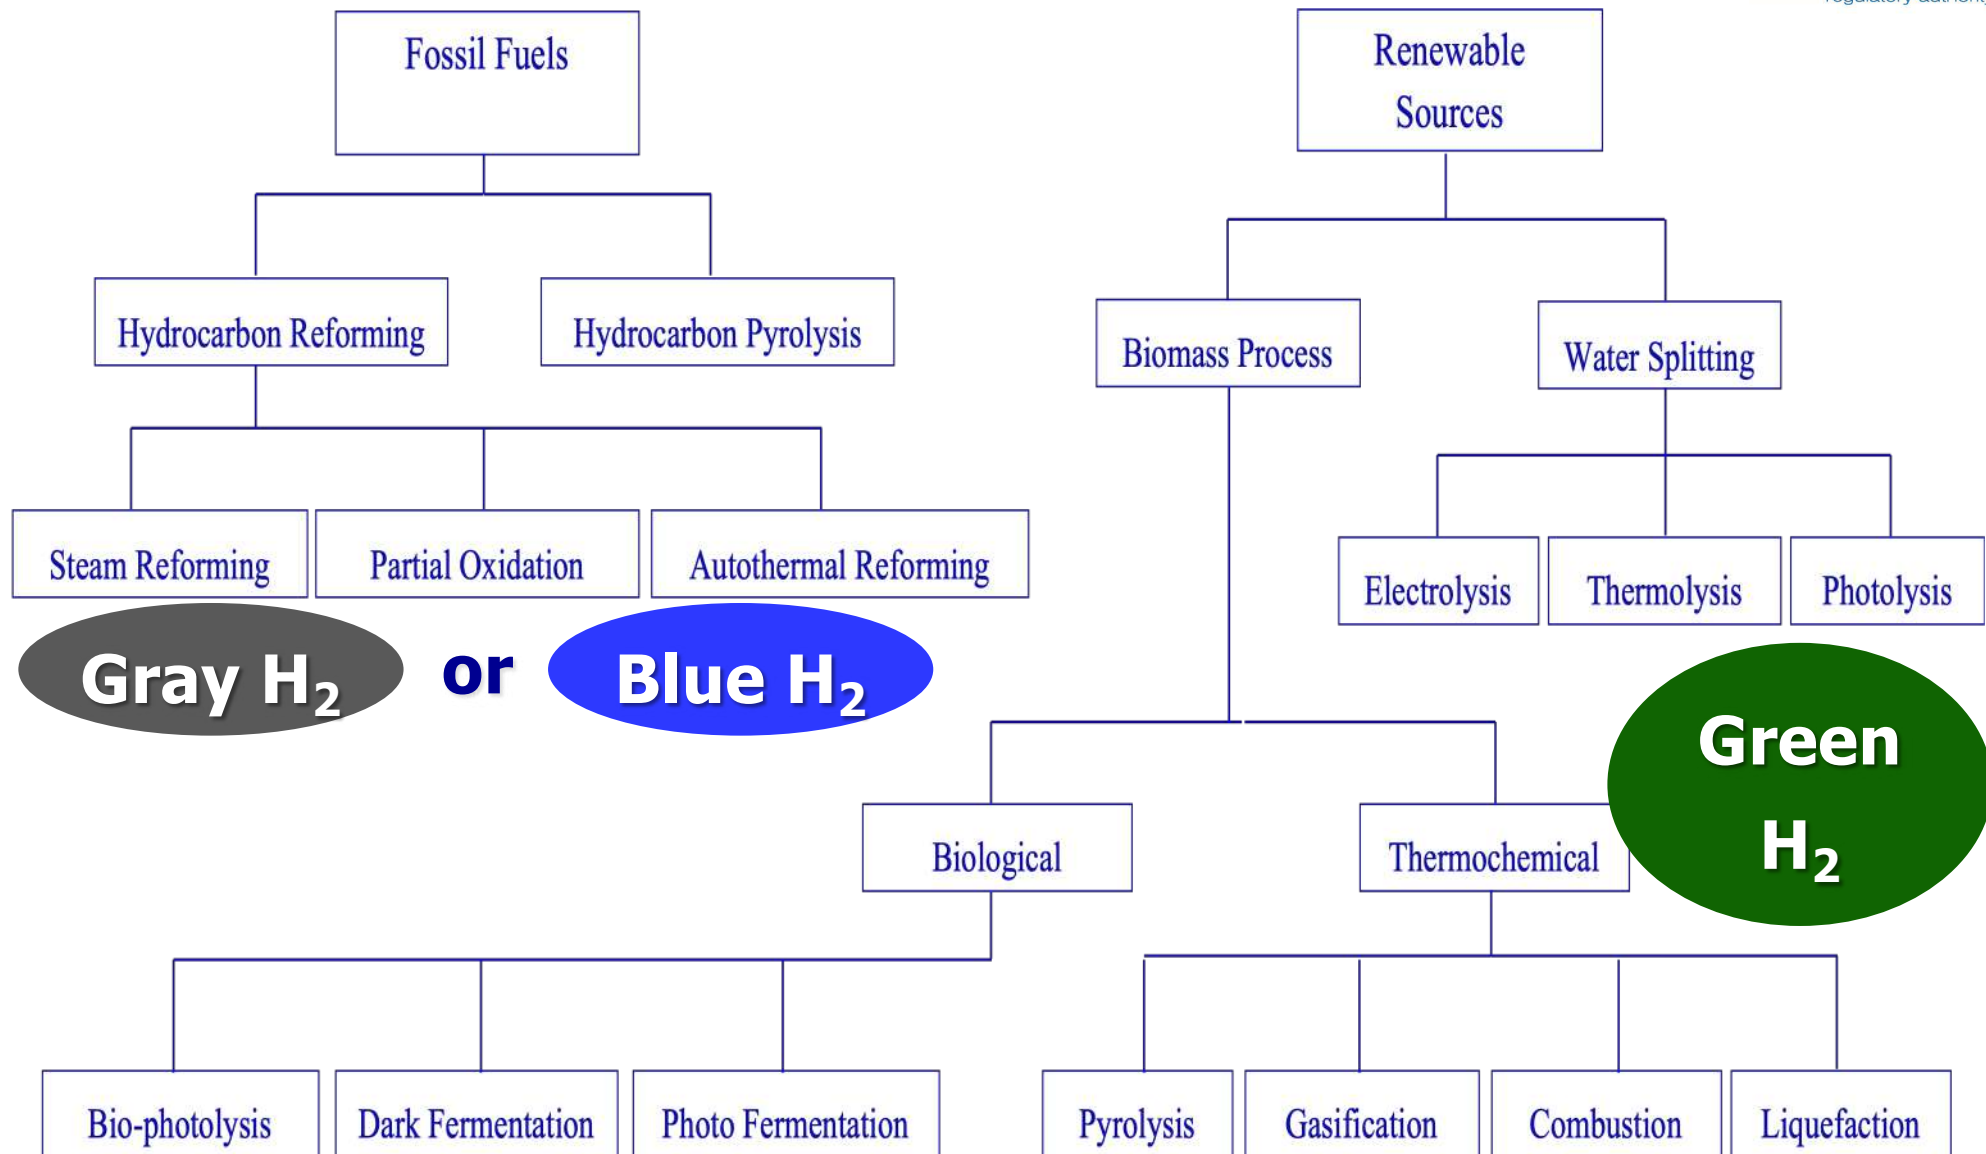 regulatory authority
Fossil Fuels
Renewable
Sources
Hydrocarbon Reforming
Hydrocarbon Pyrolysis
Biomass Process
Water Splitting
Steam Reforming
Partial Oxidation
Autothermal Reforming
Electrolysis
Thermolysis
Photolysis
Gray H₂
or
Blue H₂
Green
H₂
Biological
Thermochemical
Bio-photolysis
Dark Fermentation
Photo Fermentation
Pyrolysis
Gasification
Combustion
Liquefaction